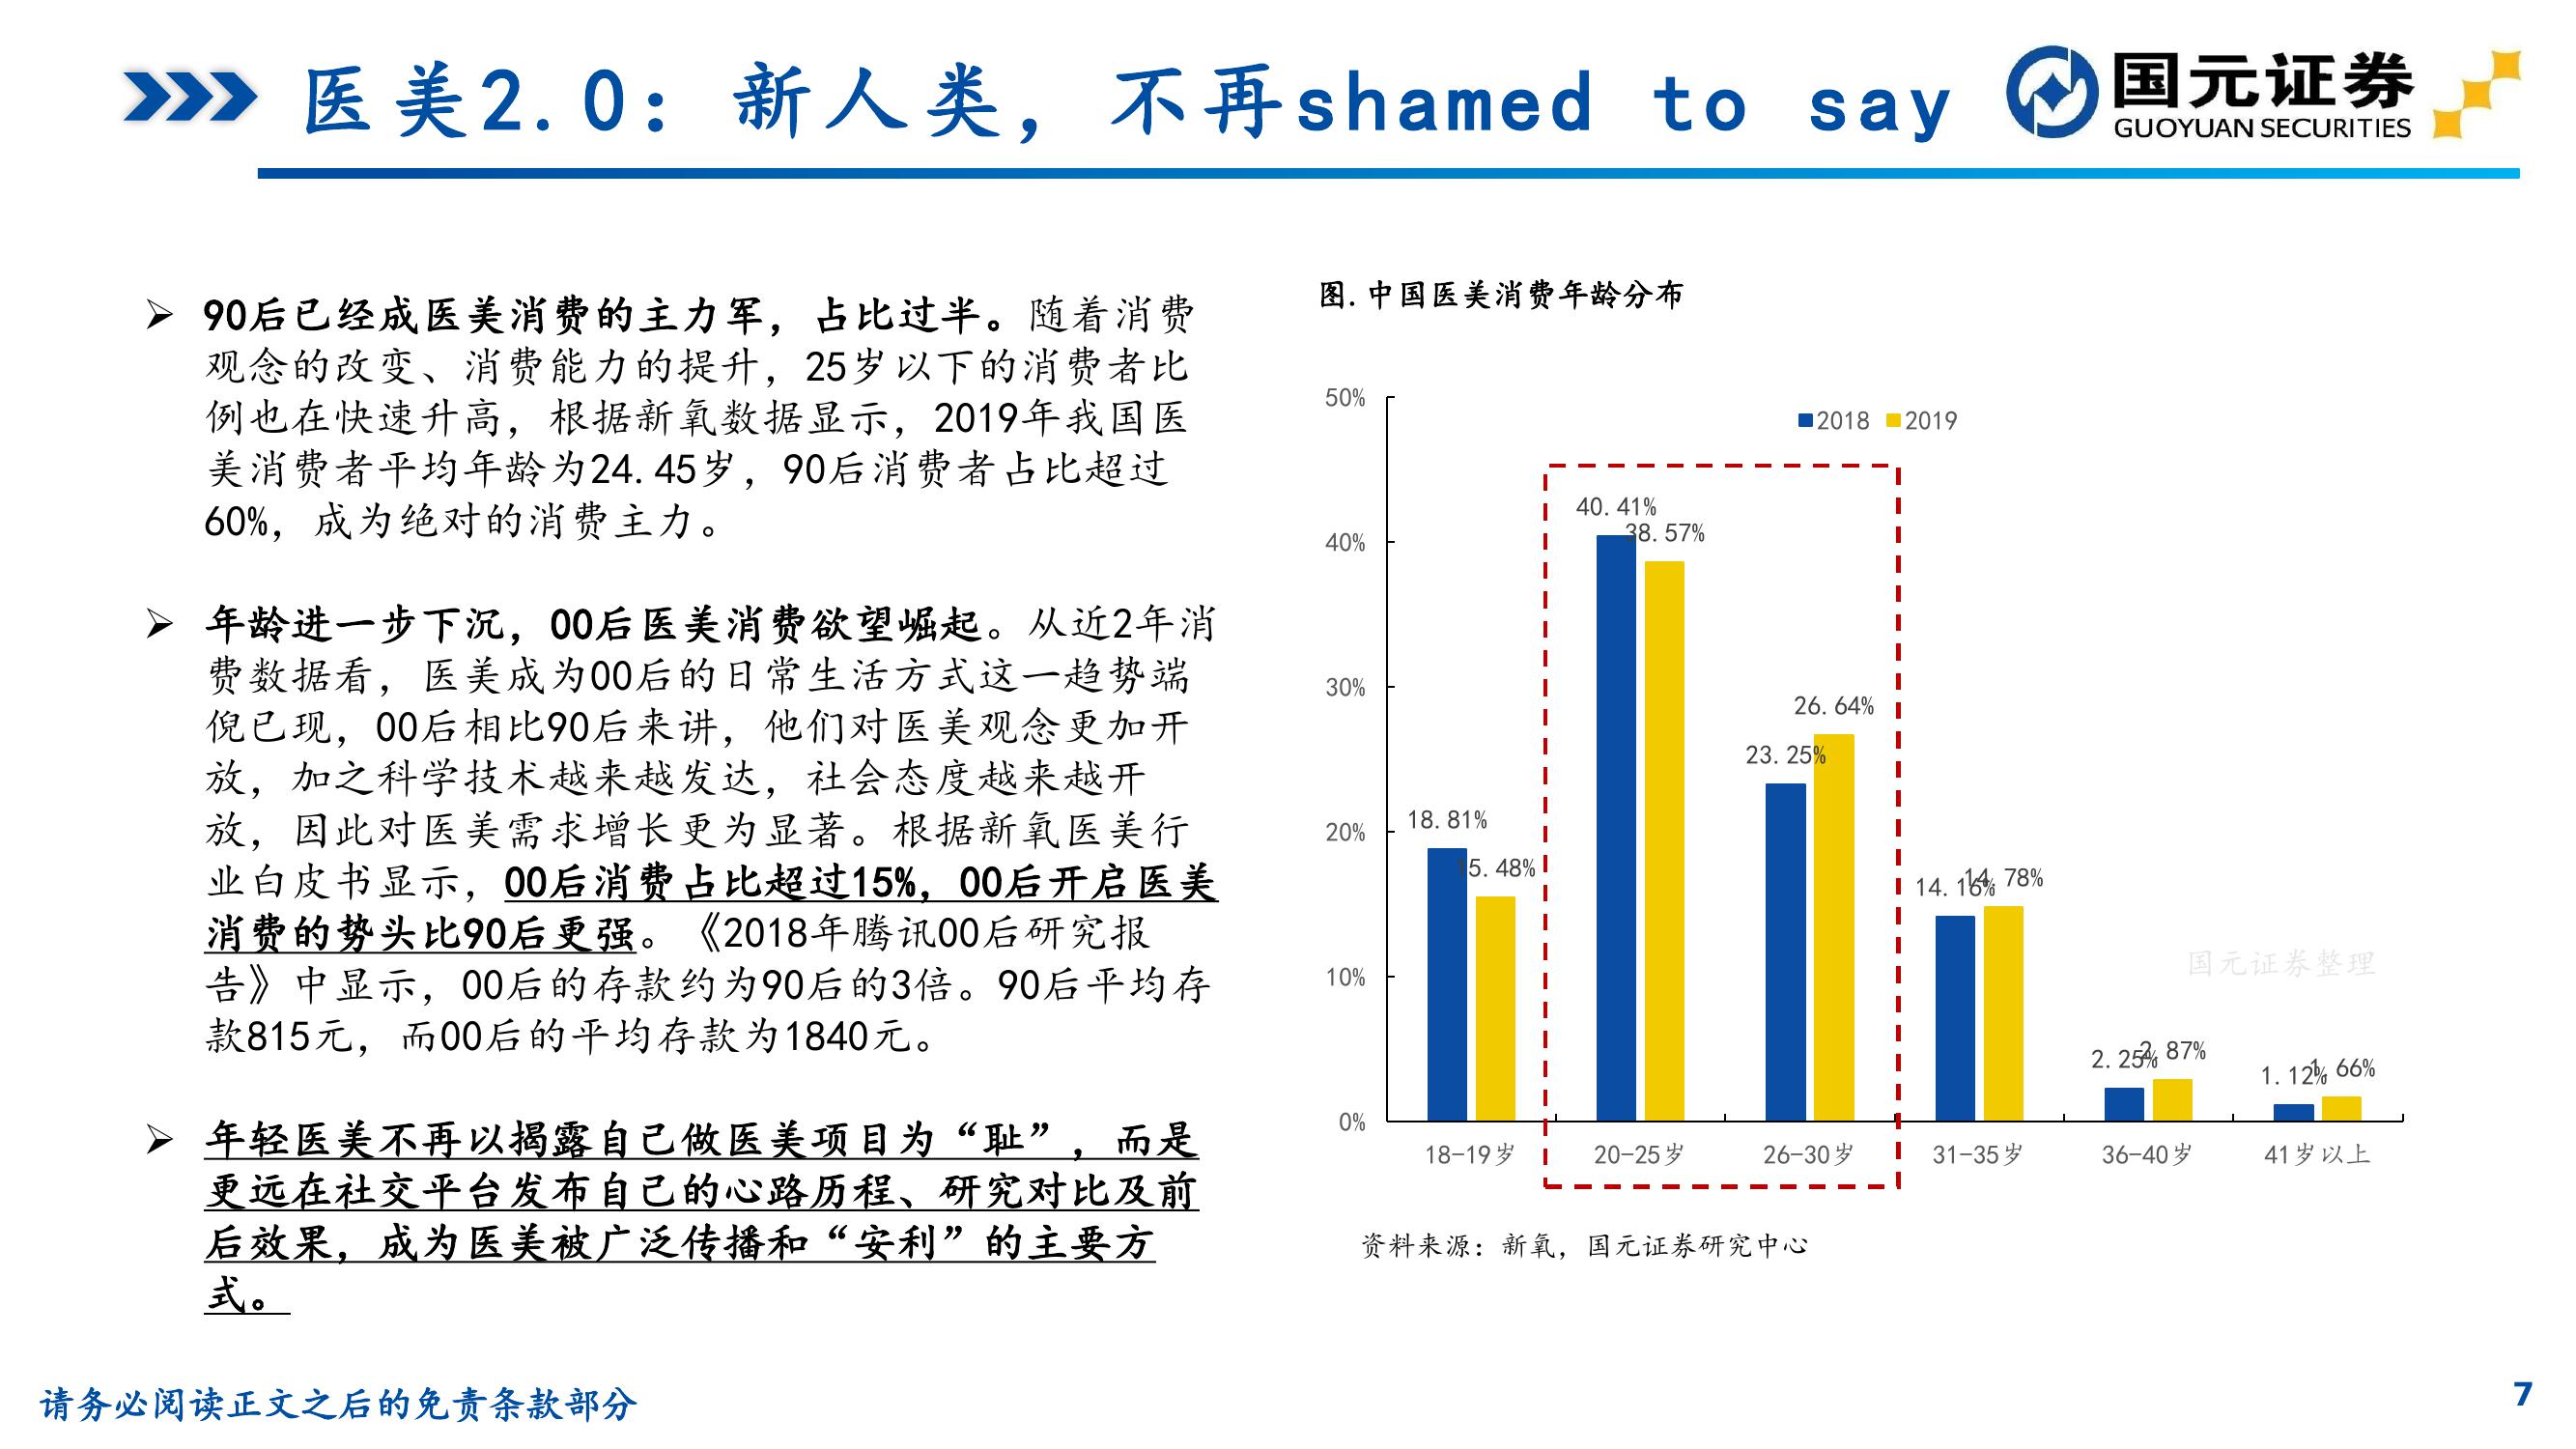 医美2.0：新人类，不再shamed to say
国元证券
GUOYUAN SECURITIES
➢ 90后已经成医美消费的主力军，占比过半。随着消费
观念的改变、消费能力的提升，25岁以下的消费者比
例也在快速升高，根据新氧数据显示，2019年我国医
美消费者平均年龄为24.45岁，90后消费者占比超过
60%，成为绝对的消费主力。
➢ 年龄进一步下沉，00后医美消费欲望崛起。从近2年消
费数据看，医美成为00后的日常生活方式这一趋势端
倪已现，00后相比90后来讲，他们对医美观念更加开
放，加之科学技术越来越发达，社会态度越来越开
放，因此对医美需求增长更为显著。根据新氧医美行
业白皮书显示，00后消费占比超过15%，00后开启医美
消费的势头比90后更强。《2018年腾讯00后研究报
告》中显示，00后的存款约为90后的3倍。90后平均存
款815元，而00后的平均存款为1840元。
➢ 年轻医美不再以揭露自己做医美项目为“耻”，而是
更远在社交平台发布自己的心路历程、研究对比及前
后效果，成为医美被广泛传播和“安利”的主要方
式。
图.中国医美消费年龄分布
50%
2018 2019
40.41%
38.57%
40%
30%
26.64%
23.25%
20%
18.81%
15.48%
14.16%
14.78%
国元证券整理
10%
2.25%
2.87%
1.12%
1.66%
0%
18-19岁 20-25岁 26-30岁 31-35岁 36-40岁 41岁以上
资料来源：新氧，国元证券研究中心
请务必阅读正文之后的免责条款部分
7